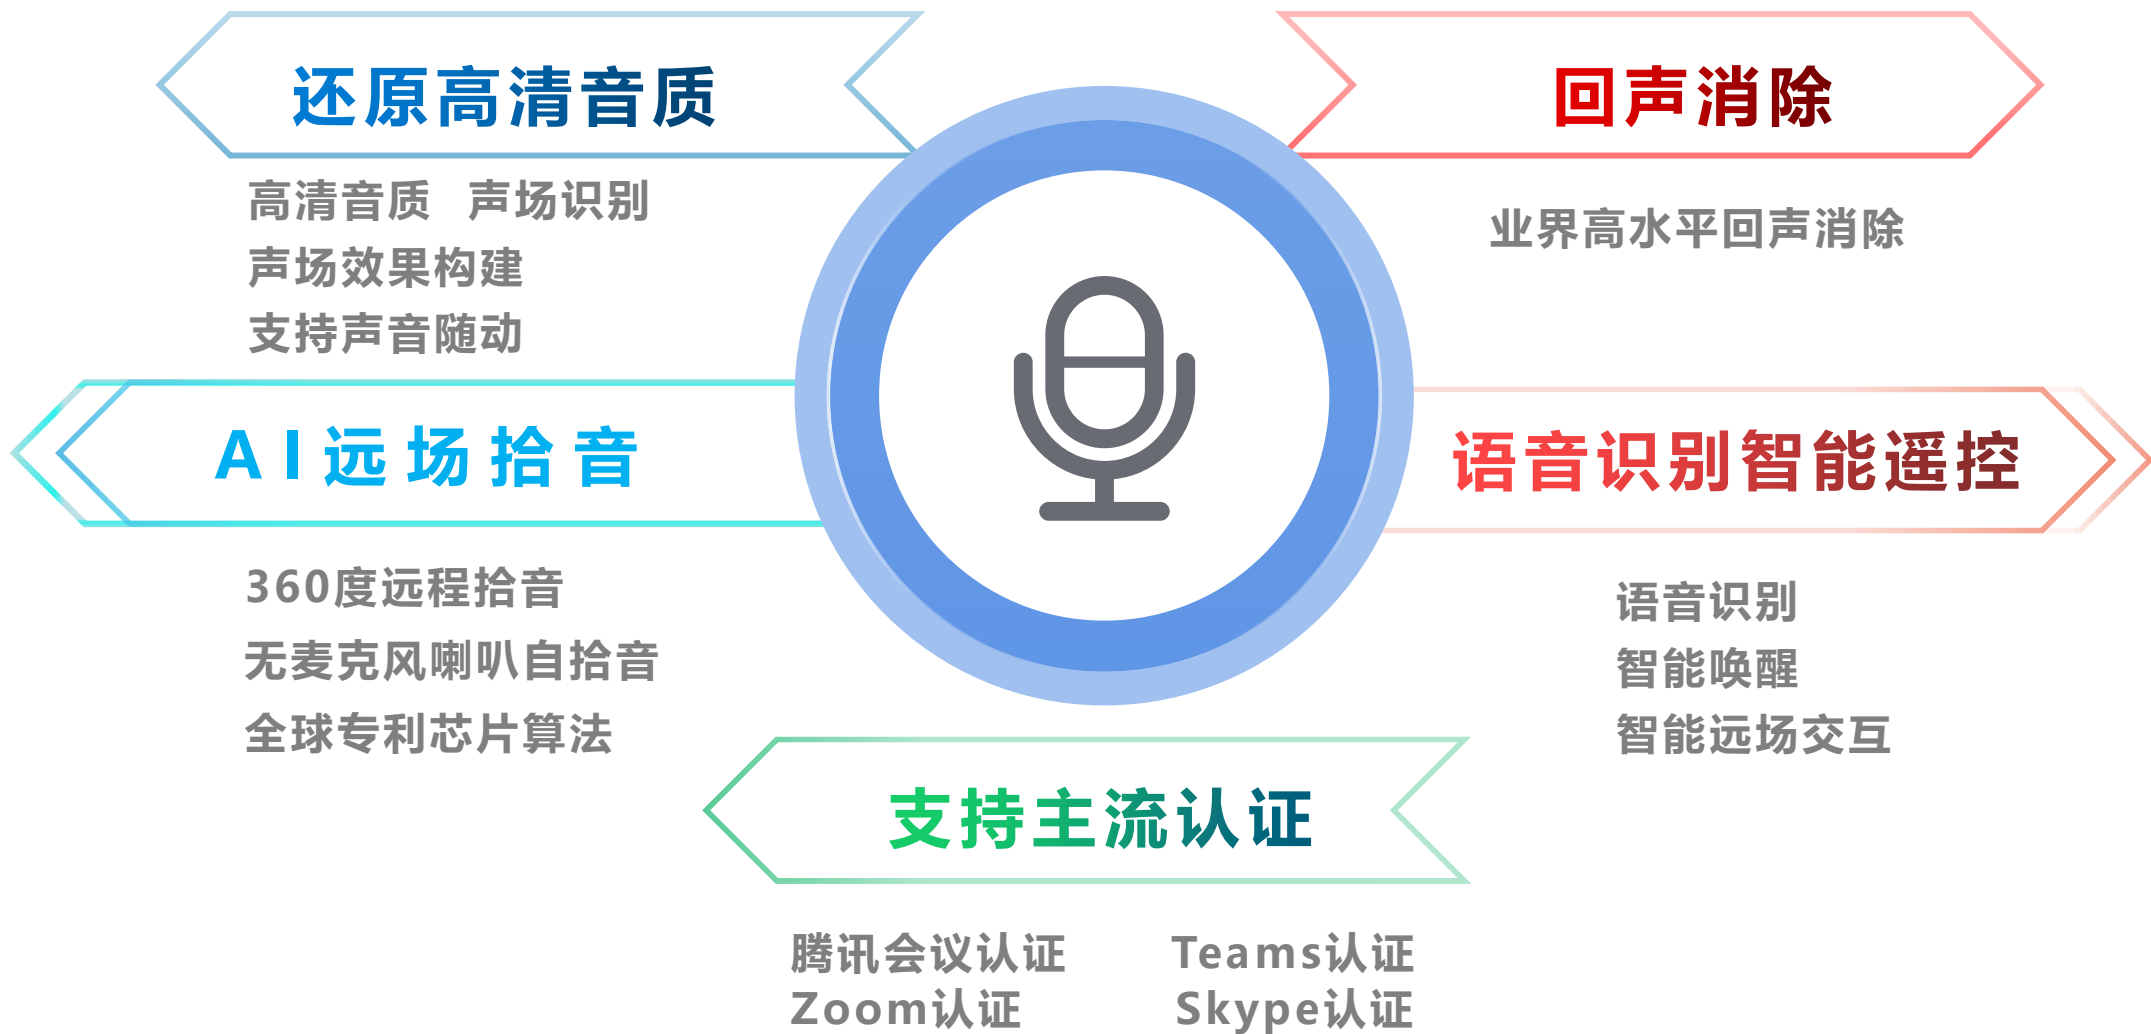 还原高清音质
高清音质 声场识别
声场效果构建
支持声音随动
回声消除
业界高水平回声消除
AI远场拾音
360度远程拾音
无麦克风喇叭自拾音
全球专利芯片算法
语音识别智能遥控
语音识别
智能唤醒
智能远场交互
支持主流认证
腾讯会议认证 Teams认证
Zoom认证 Skype认证